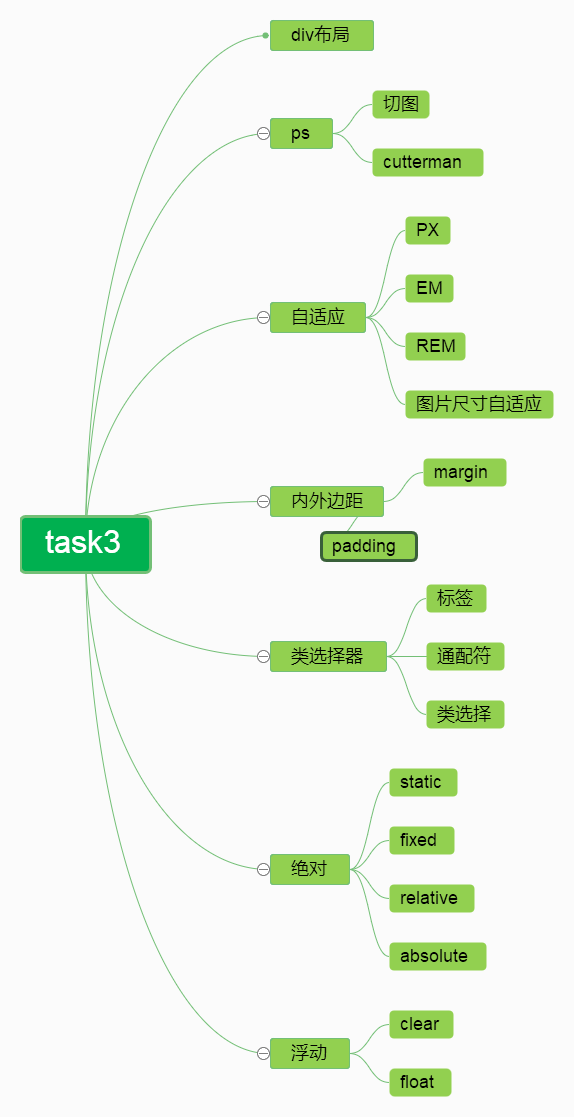 task3
div布局
ps
切图
cutterman
自适应
PX
EM
REM
图片尺寸自适应
内外边距
margin
padding
类选择器
标签
通配符
类选择
绝对
static
fixed
relative
absolute
浮动
clear
float